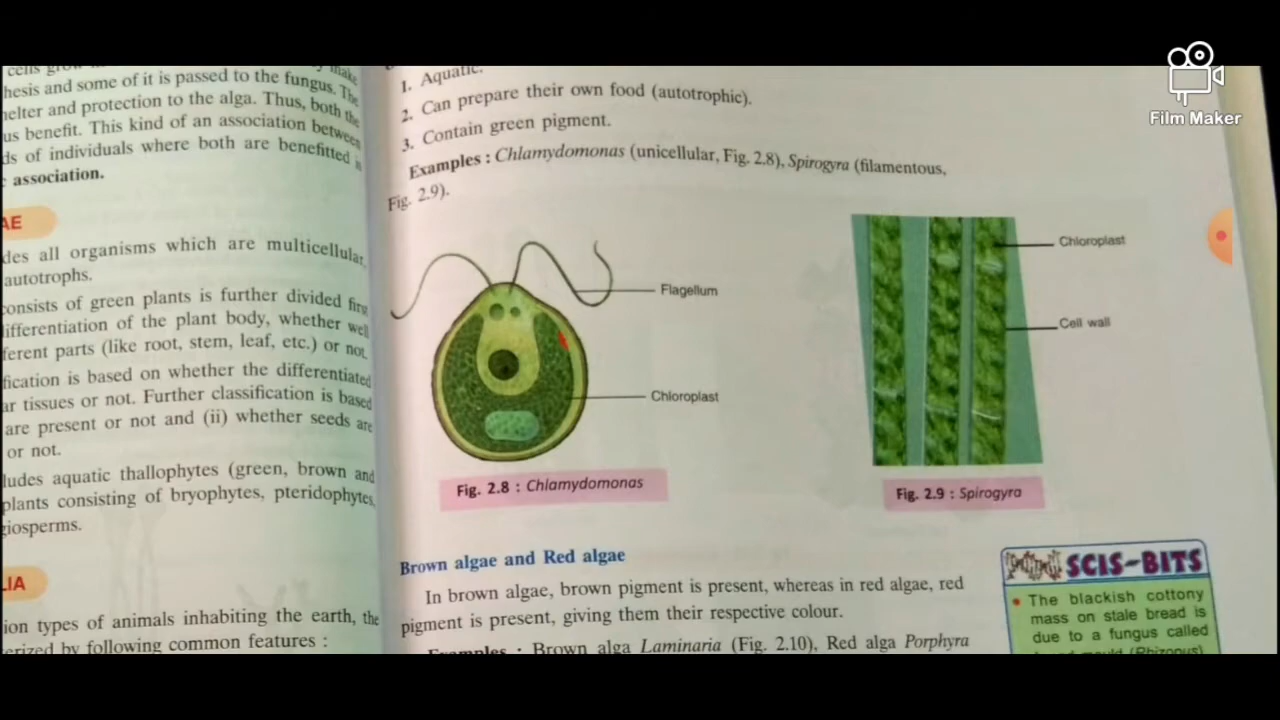 cells
hesis and some of it is passed to the fungus. The
helter and protection to the alga. Thus, both the
us benefit. This kind of an association between
ds of individuals where both are benefitted is
association.
AE
des all organisms which are multicellular,
autotrophs.
consists of green plants is further divided first
differentiation of the plant body, whether well
ferent parts (like root, stem, leaf, etc.) or not.
fication is based on whether the differentiated
ar tissues or not. Further classification is based
are present or not and (ii) whether seeds are
or not.
ludes aquatic thallophytes (green, brown and
plants consisting of bryophytes, pteridophytes,
giosperms.
LIA
ion types of animals inhabiting the earth, the
erized by following common features :
1. Aquatic.
2. Can prepare their own food (autotrophic).
3. Contain green pigment.
Examples : Chlamydomonas (unicellular, Fig. 2.8), Spirogyra (filamentous,
Fig. 2.9).
Flagellum
Chloroplast
Fig. 2.8 : Chlamydomonas
Chloroplast
Cell wall
Fig. 2.9 : Spirogyra
Brown algae and Red algae
In brown algae, brown pigment is present, whereas in red algae, red
pigment is present, giving them their respective colour.
Examples : Brown alga Laminaria (Fig. 2.10), Red alga Porphyra
SCIS-BITS
• The blackish cottony
mass on stale bread is
due to a fungus called
mould (Rhizopus)
Film Maker